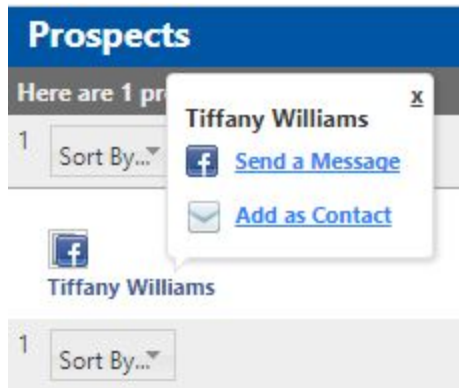 Prospects
Here are 1 pr
x
Tiffany Williams
1
Sort By...
Send a Message
Add as Contact
Tiffany Williams
1
Sort By...